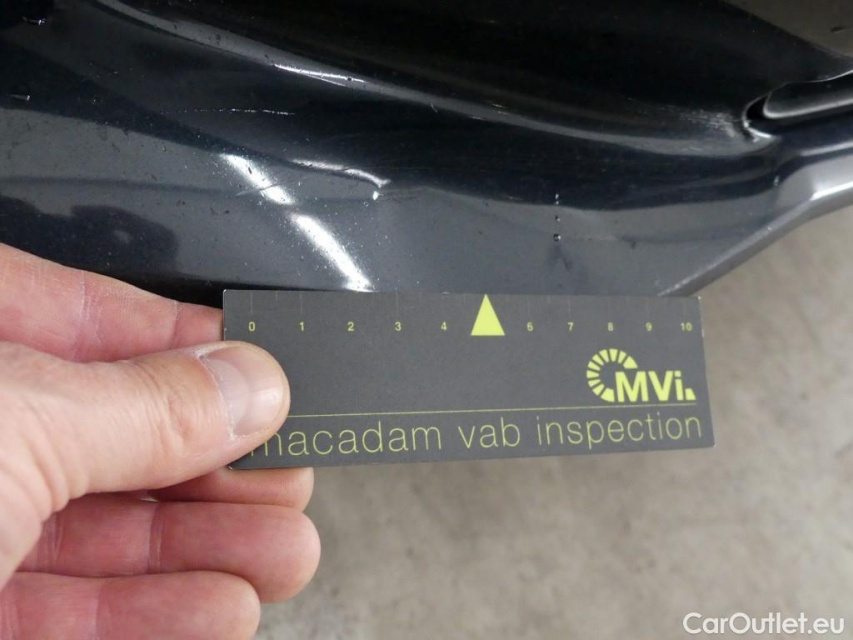 0 1 2 3 4 6 7 8 9 10
MVi.
macadam vab inspection
CarOutlet.eu